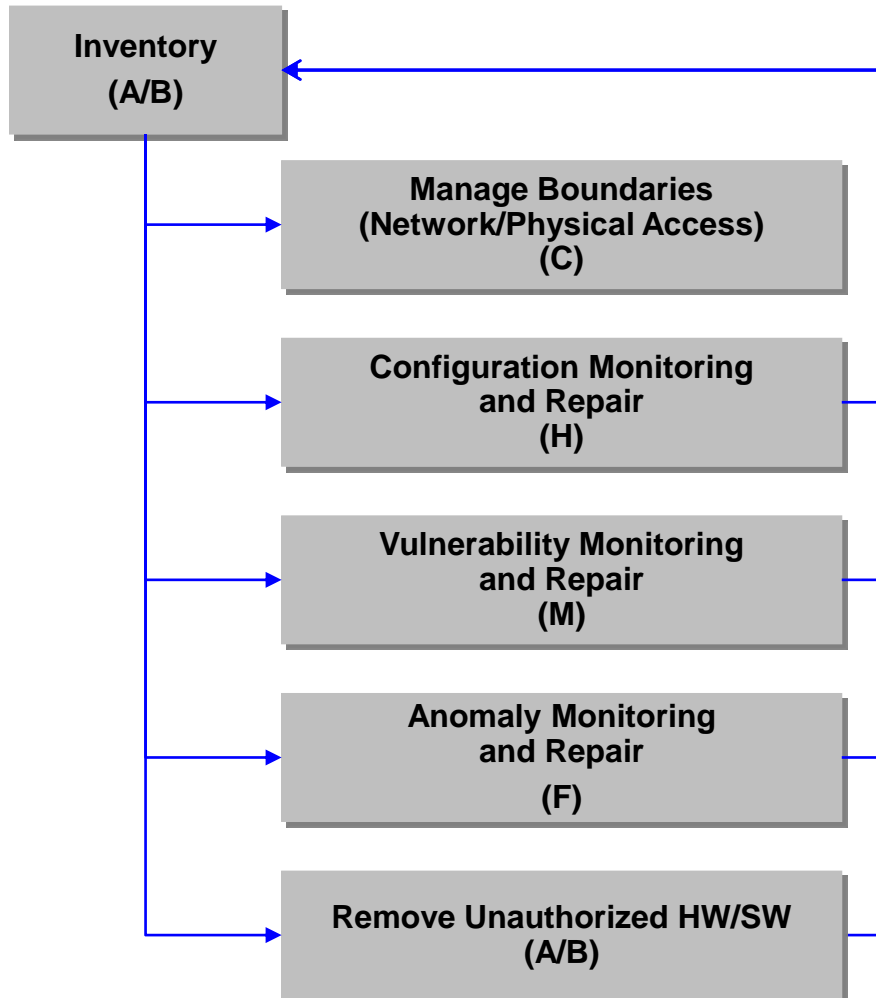 Inventory
(A/B)
Manage Boundaries
(Network/Physical Access)
(C)
Configuration Monitoring
and Repair
(H)
Vulnerability Monitoring
and Repair
(M)
Anomaly Monitoring
and Repair
(F)
Remove Unauthorized HW/SW
(A/B)